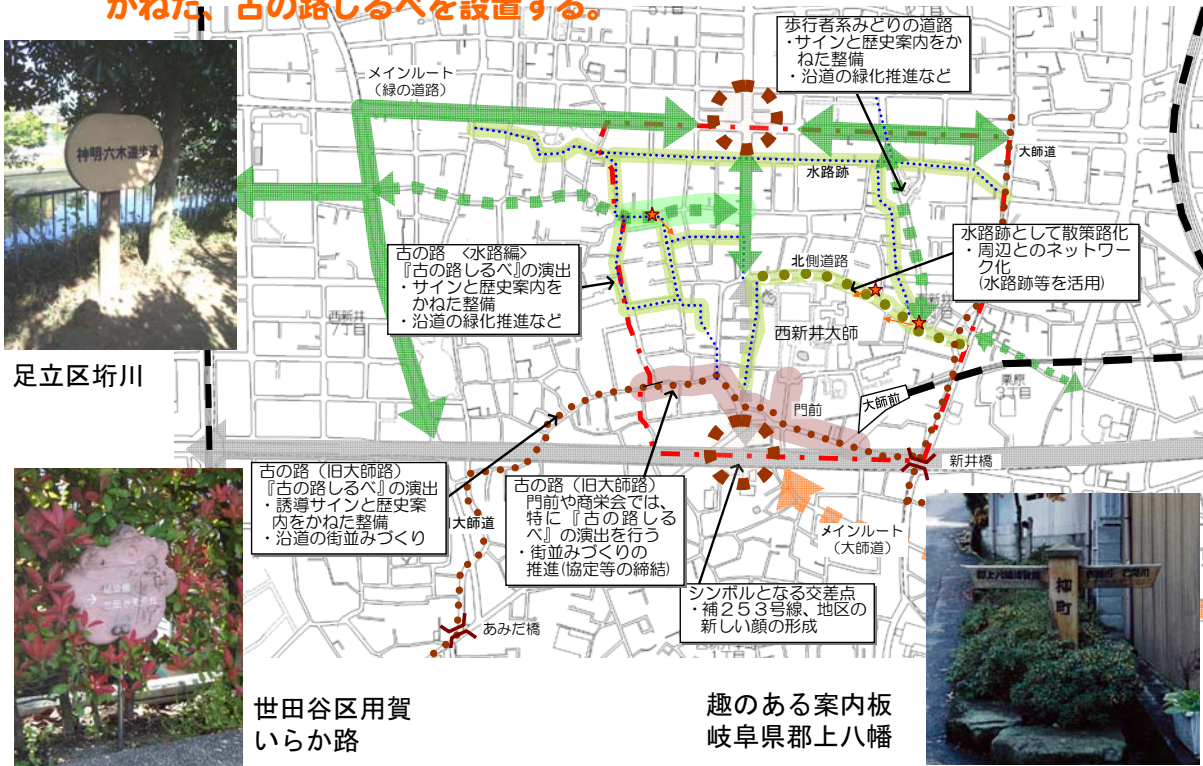 かねた、古の路しるべを設置する。
歩行者系みどりの道路
・サインと歴史案内をか
ねた整備
・沿道の緑化推進など
メインルート
（緑の道路）
神明・六木遊歩道
大師道
水路跡
水路跡として散策路化
・周辺とのネットワー
ク化
(水路跡等を活用)
古の路 〈水路編〉
『古の路しるべ』の演出
・サインと歴史案内を
かねた整備
・沿道の緑化推進など
北側道路
西新井
7丁目
西新井大師
足立区垳川
栗原
3丁目
大師前
門前
新井橋
古の路（旧大師路）
『古の路しるべ』の演出
・誘導サインと歴史案
内をかねた整備
・沿道の街並みづくり
古の路（旧大師路）
門前や商栄会では、
特に『古の路しる
べ』の演出を行う
・街並みづくりの
推進(協定等の締結)
大師道
メインルート
（大師道）
シンボルとなる交差点
・補２５３号線、地区の
新しい顔の形成
あみだ橋
柳町
世田谷区用賀
いらか路
趣のある案内板
岐阜県郡上八幡